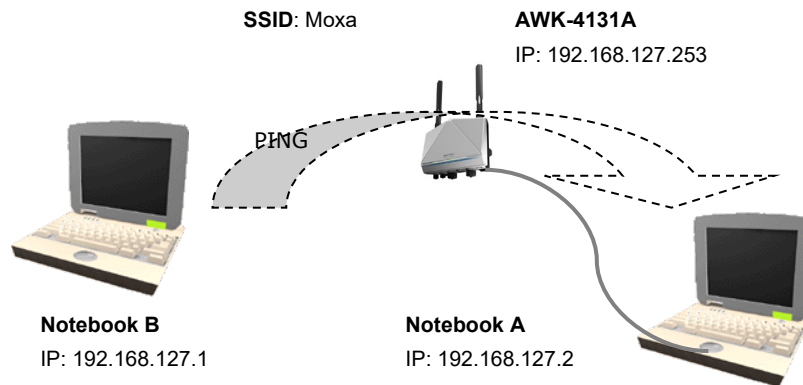 SSID: Moxa
AWK-4131A
IP: 192.168.127.253
PING
Notebook B
IP: 192.168.127.1
Notebook A
IP: 192.168.127.2